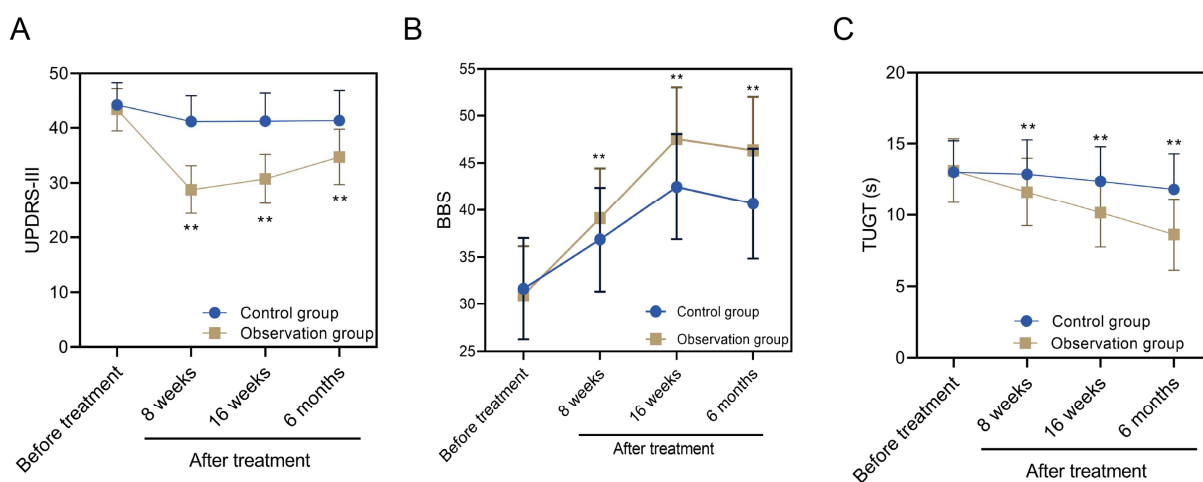 A
UPDRS-III
50
40
30
20
10
0
**
**
**
Control group
Observation group
Before treatment
8 weeks
16 weeks
6 months
After treatment
B
BBS
55
50
45
40
35
30
25
**
**
**
Control group
Observation group
Before treatment
8 weeks
16 weeks
6 months
After treatment
C
TUGT (s)
20
15
10
5
0
**
**
**
Control group
Observation group
Before treatment
8 weeks
16 weeks
6 months
After treatment